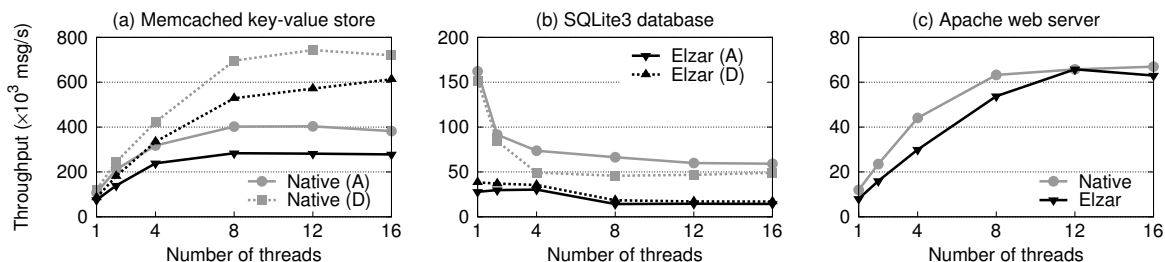 (a) Memcached key-value store
Throughput (×10³ msg/s)
800
600
400
200
0
Native (A)
Native (D)
1 4 8 12 16
Number of threads
(b) SQLite3 database
200
150
100
50
0
Elzar (A)
Elzar (D)
1 4 8 12 16
Number of threads
(c) Apache web server
80
60
40
20
0
Native
Elzar
1 4 8 12 16
Number of threads